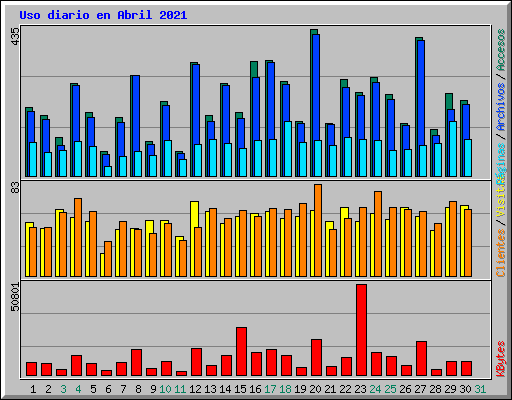 Uso diario en Abril 2021
435
83
50801
Clientes / Visitas
Páginas / Archivos / Accesos
KBytes
1 2 3 4 5 6 7 8 9 10 11 12 13 14 15 16 17 18 19 20 21 22 23 24 25 26 27 28 29 30 31